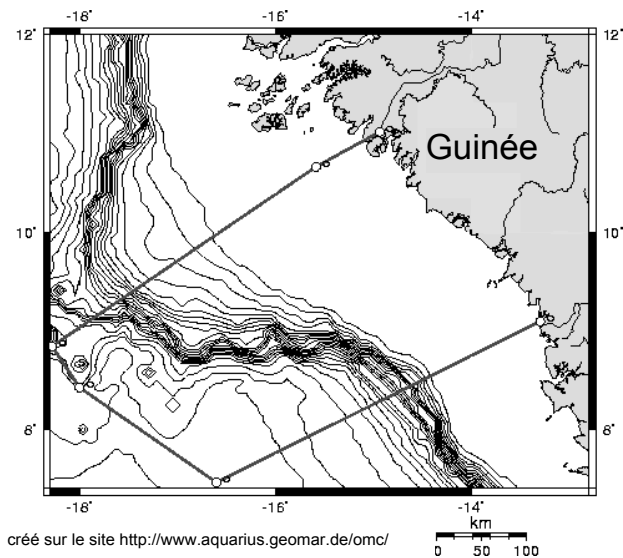 -18° -16° -14°
12° 12°
Guinée
10° 10°
8° 8°
-18° -16° -14°
km
créé sur le site http://www.aquarius.geomar.de/omc/
0 50 100